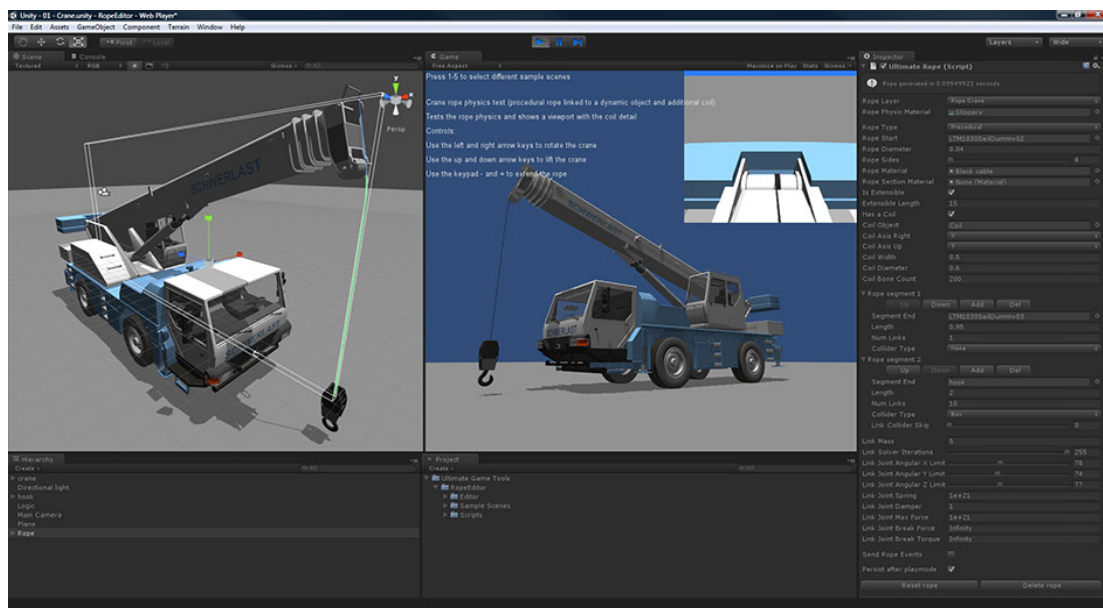 Unity - 01 - Crane.unity - RopeEditor - Web Player*
File Edit Assets GameObject Component Terrain Window Help
Pivot Local
Layers Wide
Scene Console
Textured RGB Gizmos All
y
Persp
SCHWERLAST
SCHWERLAST
Game
Free Aspect Maximize on Play Stats Gizmos
Press 1-5 to select different sample scenes
Crane rope physics test (procedural rope linked to a dynamic object and additional coil)
Tests the rope physics and shows a viewport with the coil detail
Controls:
Use the left and right arrow keys to rotate the crane
Use the up and down arrow keys to lift the crane
Use the keypad - and + to extend the rope
SCHWERLAST
SCHWERLAST
Hierarchy
Create All
crane
Directional light
hook
Logic
Main Camera
Plane
Rope
Project
Create All
Ultimate Game Tools
RopeEditor
Editor
Sample Scenes
Scripts
Inspector
Ultimate Rope (Script)
Rope generated in 0.09549522 seconds
Rope Layer Rope Crane
Rope Physic Material Slippery
Rope Type Procedural
Rope Start LTM1030SeilDummy02
Rope Diameter 0.04
Rope Sides 4
Rope Material Black cable
Rope Section Material None (Material)
Is Extensible
Extensible Length 15
Has a Coil
Coil Object Coil
Coil Axis Right X
Coil Axis Up Y
Coil Width 0.5
Coil Diameter 0.6
Coil Bone Count 200
Rope segment 1
Up Down Add Del
Segment End LTM1030SeilDummy03
Length 0.95
Num Links 1
Collider Type None
Rope segment 2
Up Down Add Del
Segment End hook
Length 2
Num Links 10
Collider Type Box
Link Collider Skip 0
Link Mass 5
Link Solver Iterations 255
Link Joint Angular X Limit 78
Link Joint Angular Y Limit 74
Link Joint Angular Z Limit 77
Link Joint Spring 1e+21
Link Joint Damper 1
Link Joint Max Force 1e+21
Link Joint Break Force Infinity
Link Joint Break Torque Infinity
Send Rope Events
Persist after playmode
Reset rope Delete rope